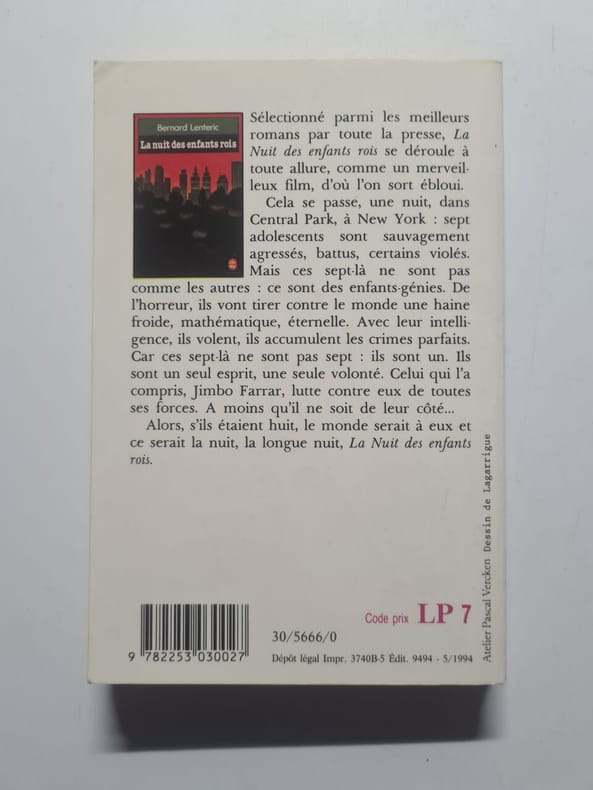 Bernard Lenteric
La nuit des enfants rois
Sélectionné parmi les meilleurs
romans par toute la presse, La
Nuit des enfants rois se déroule à
toute allure, comme un merveil-
leux film, d'où l'on sort ébloui.
Cela se passe, une nuit, dans
Central Park, à New York : sept
adolescents sont sauvagement
agressés, battus, certains violés.
Mais ces sept-là ne sont pas
comme les autres : ce sont des enfants-génies. De
l'horreur, ils vont tirer contre le monde une haine
froide, mathématique, éternelle. Avec leur intelli-
gence, ils volent, ils accumulent les crimes parfaits.
Car ces sept-là ne sont pas sept : ils sont un. Ils
sont un seul esprit, une seule volonté. Celui qui l'a
compris, Jimbo Farrar, lutte contre eux de toutes
ses forces. A moins qu'il ne soit de leur côté...
Alors, s'ils étaient huit, le monde serait à eux et
ce serait la nuit, la longue nuit, La Nuit des enfants
rois.
Atelier Pascal Vercken Dessin de Lagarrigue
Code prix LP 7
30/5666/0
9 782253 030027
Dépôt légal Impr. 3740B-5 Édit. 9494 - 5/1994